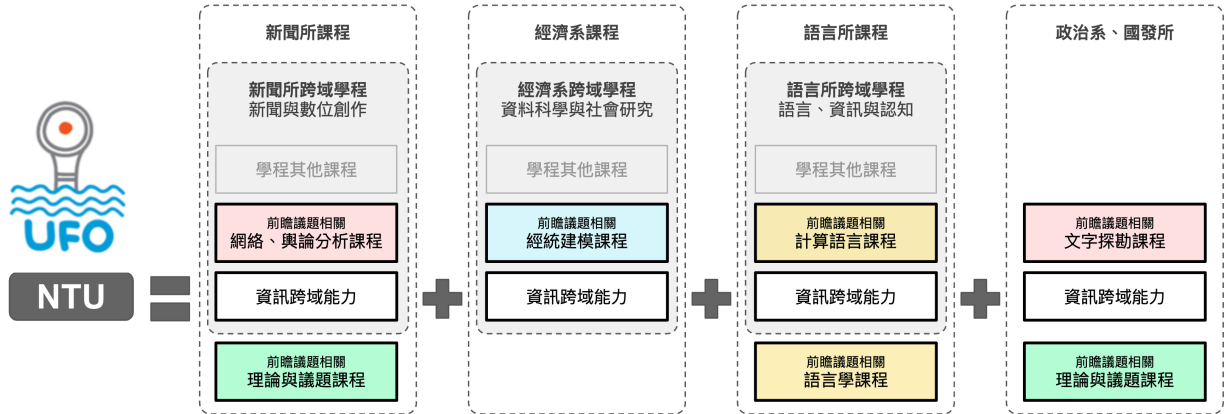 UFO
NTU
新聞所課程
新聞所跨域學程
新聞與數位創作
學程其他課程
前瞻議題相關
網絡、輿論分析課程
資訊跨域能力
前瞻議題相關
理論與議題課程
經濟系課程
經濟系跨域學程
資料科學與社會研究
學程其他課程
前瞻議題相關
經統建模課程
資訊跨域能力
語言所課程
語言所跨域學程
語言、資訊與認知
學程其他課程
前瞻議題相關
計算語言課程
資訊跨域能力
前瞻議題相關
語言學課程
政治系、國發所
前瞻議題相關
文字探勘課程
資訊跨域能力
前瞻議題相關
理論與議題課程